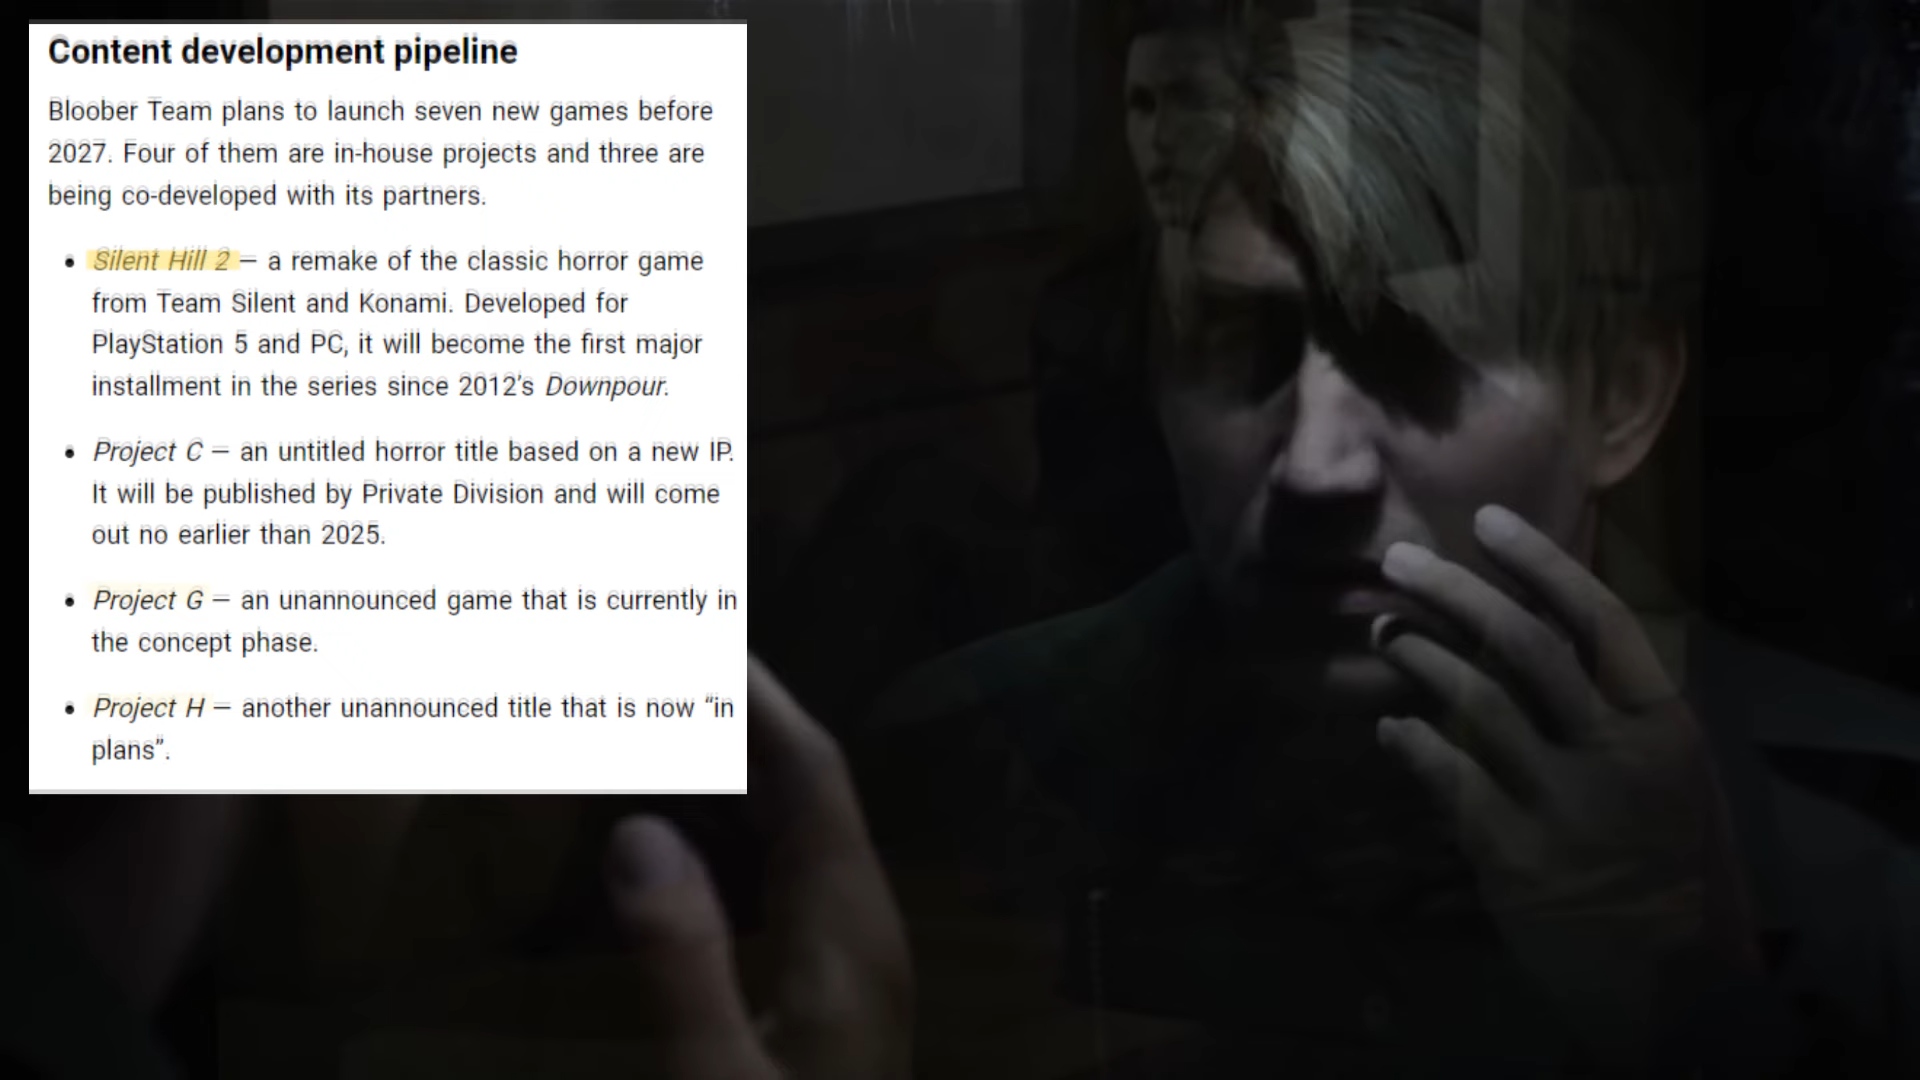 Content development pipeline
Bloober Team plans to launch seven new games before
2027. Four of them are in-house projects and three are
being co-developed with its partners.
• Silent Hill 2 – a remake of the classic horror game
from Team Silent and Konami. Developed for
PlayStation 5 and PC, it will become the first major
installment in the series since 2012’s Downpour.
• Project C – an untitled horror title based on a new IP.
It will be published by Private Division and will come
out no earlier than 2025.
• Project G – an unannounced game that is currently in
the concept phase.
• Project H – another unannounced title that is now “in
plans”.